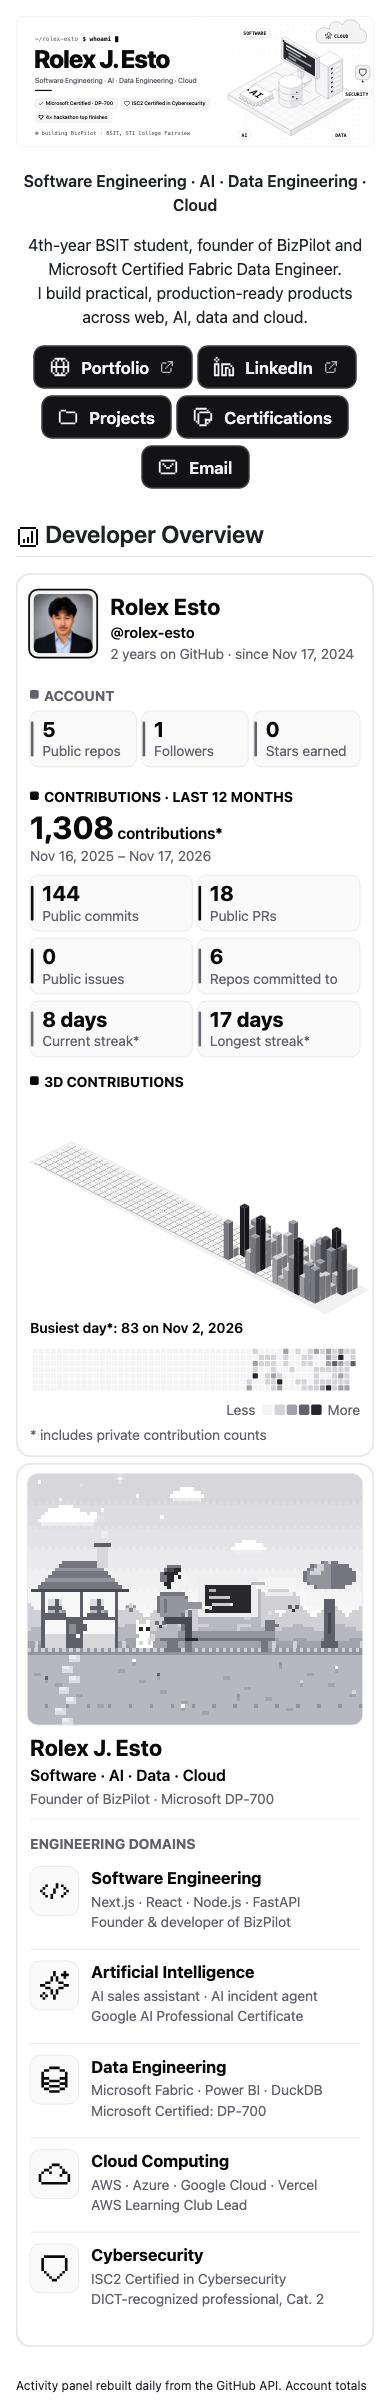 ~/rolex-esto $ whoami
SOFTWARE
CLOUD
Rolex J. Esto
Software Engineering · AI · Data Engineering · Cloud
Microsoft Certified · DP-700
ISC2 Certified in Cybersecurity
4x hackathon top finishes
building BizPilot · BSIT, STI College Fairview
SECURITY
AI
AI
DATA
Software Engineering · AI · Data Engineering ·
Cloud
4th-year BSIT student, founder of BizPilot and
Microsoft Certified Fabric Data Engineer.
I build practical, production-ready products
across web, AI, data and cloud.
Portfolio
LinkedIn
Projects
Certifications
Email
Developer Overview
Rolex Esto
@rolex-esto
2 years on GitHub · since Nov 17, 2024
ACCOUNT
5
Public repos
1
Followers
0
Stars earned
CONTRIBUTIONS · LAST 12 MONTHS
1,308 contributions*
Nov 16, 2025 – Nov 17, 2026
144
Public commits
18
Public PRs
0
Public issues
6
Repos committed to
8 days
Current streak*
17 days
Longest streak*
3D CONTRIBUTIONS
Busiest day*: 83 on Nov 2, 2026
Less
More
* includes private contribution counts
Rolex J. Esto
Software · AI · Data · Cloud
Founder of BizPilot · Microsoft DP-700
ENGINEERING DOMAINS
Software Engineering
Next.js · React · Node.js · FastAPI
Founder & developer of BizPilot
Artificial Intelligence
AI sales assistant · AI incident agent
Google AI Professional Certificate
Data Engineering
Microsoft Fabric · Power BI · DuckDB
Microsoft Certified: DP-700
Cloud Computing
AWS · Azure · Google Cloud · Vercel
AWS Learning Club Lead
Cybersecurity
ISC2 Certified in Cybersecurity
DICT-recognized professional, Cat. 2
Activity panel rebuilt daily from the GitHub API. Account totals